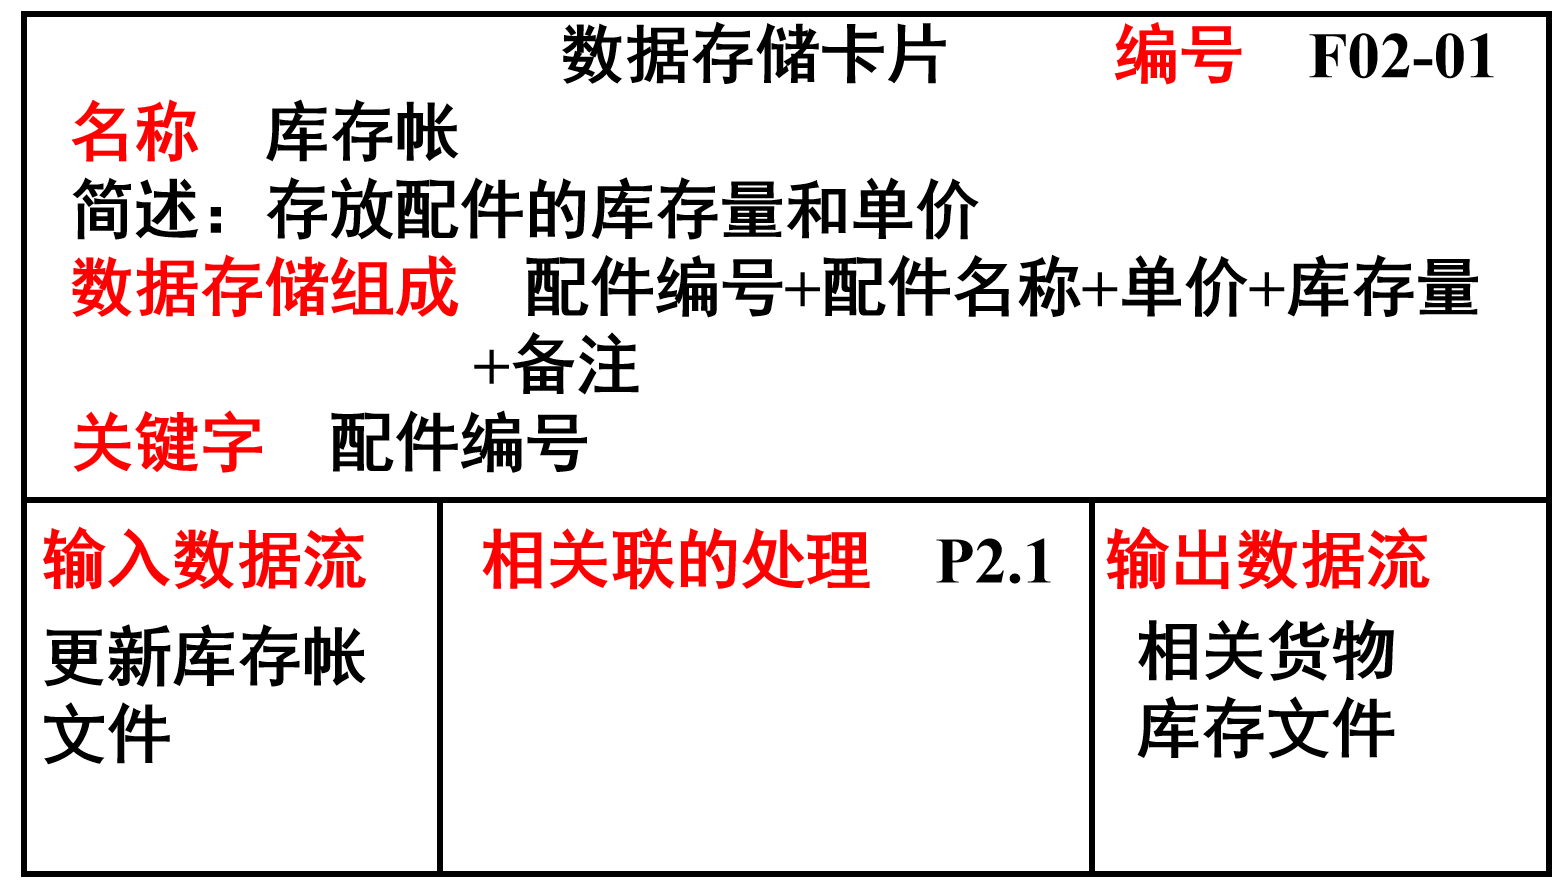 数据存储卡片 编号 F02-01
名称 库存帐
简述：存放配件的库存量和单价
数据存储组成 配件编号+配件名称+单价+库存量
+备注
关键字 配件编号
输入数据流
更新库存帐
文件
相关联的处理 P2.1
输出数据流
相关货物
库存文件